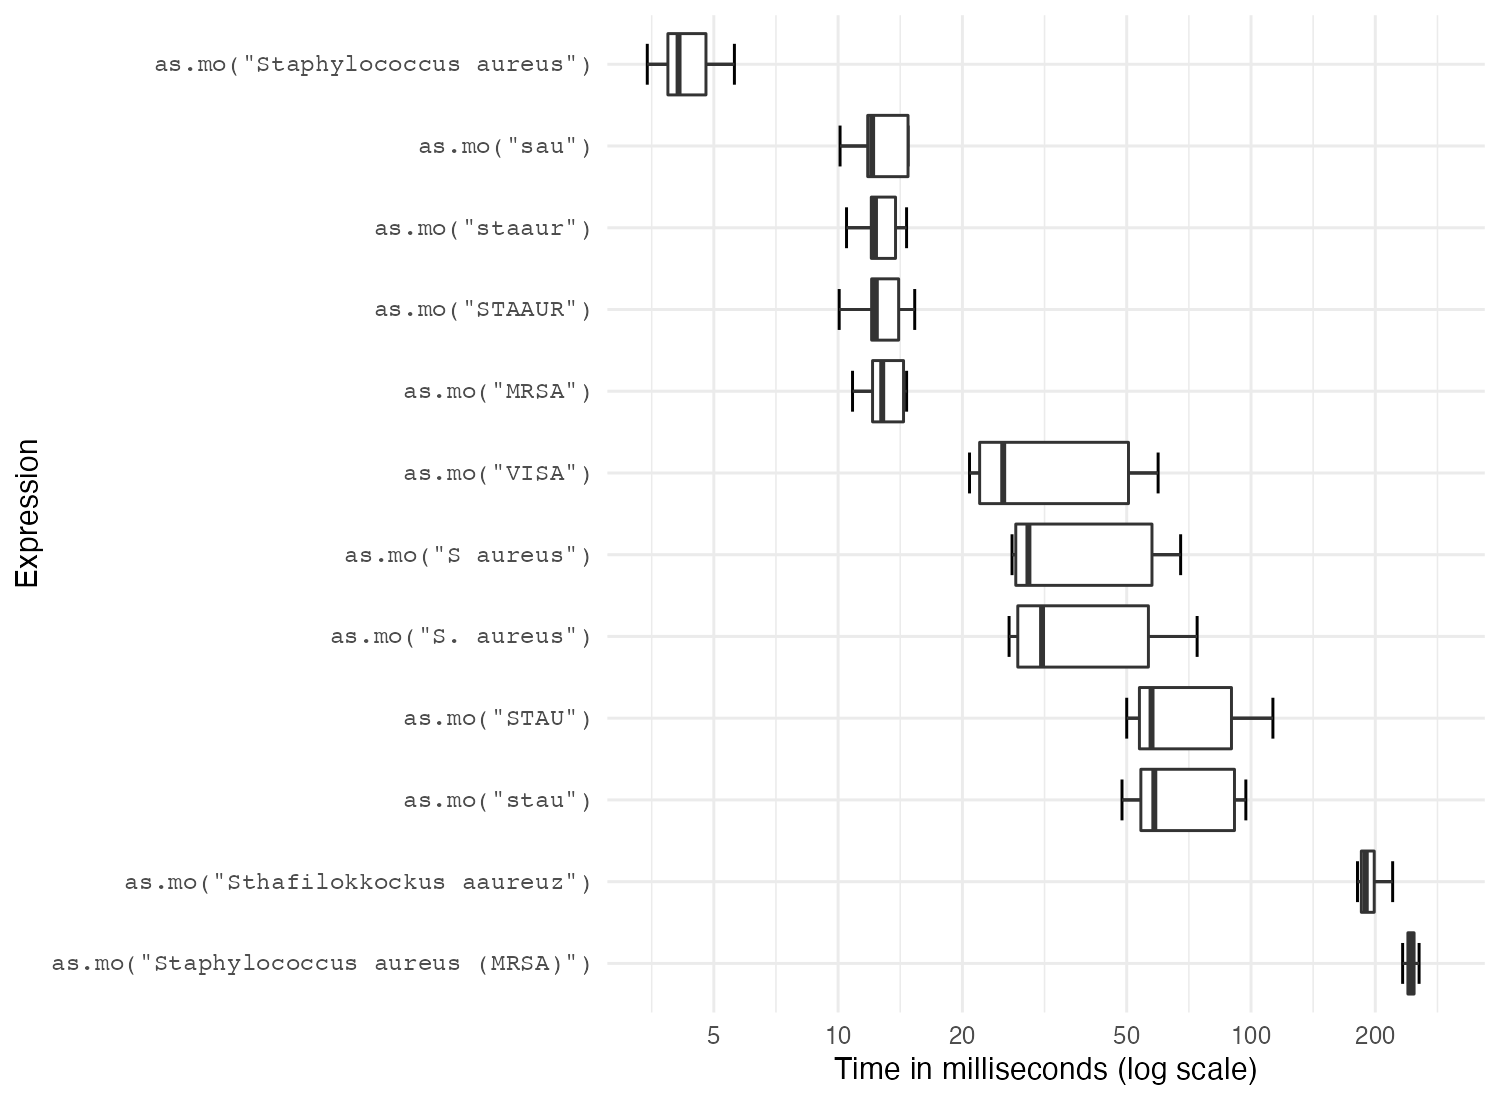 as.mo("Staphylococcus aureus")
as.mo("sau")
as.mo("staaur")
as.mo("STAAUR")
as.mo("MRSA")
as.mo("VISA")
as.mo("S aureus")
as.mo("S. aureus")
as.mo("STAU")
as.mo("stau")
as.mo("Sthafilokkockus aaureuz")
as.mo("Staphylococcus aureus (MRSA)")
Expression
5 10 20 50 100 200
Time in milliseconds (log scale)